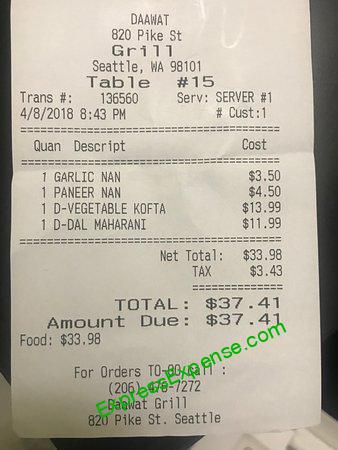 DAAWAT
820 Pike St
Grill
Seattle, WA 98101
Table #15
Trans #: 136560 Serv: SERVER #1
4/8/2018 8:43 PM # Cust:1
Quan Descript Cost
1 GARLIC NAN $3.50
1 PANEER NAN $4.50
1 D-VEGETABLE KOFTA $13.99
1 D-DAL MAHARANI $11.99
Net Total: $33.98
TAX $3.43
TOTAL: $37.41
Amount Due: $37.41
Food: $33.98
For Orders TO-GO Call :
(206) 478-7272
Daawat Grill
820 Pike St. Seattle
ExpressExpense.com